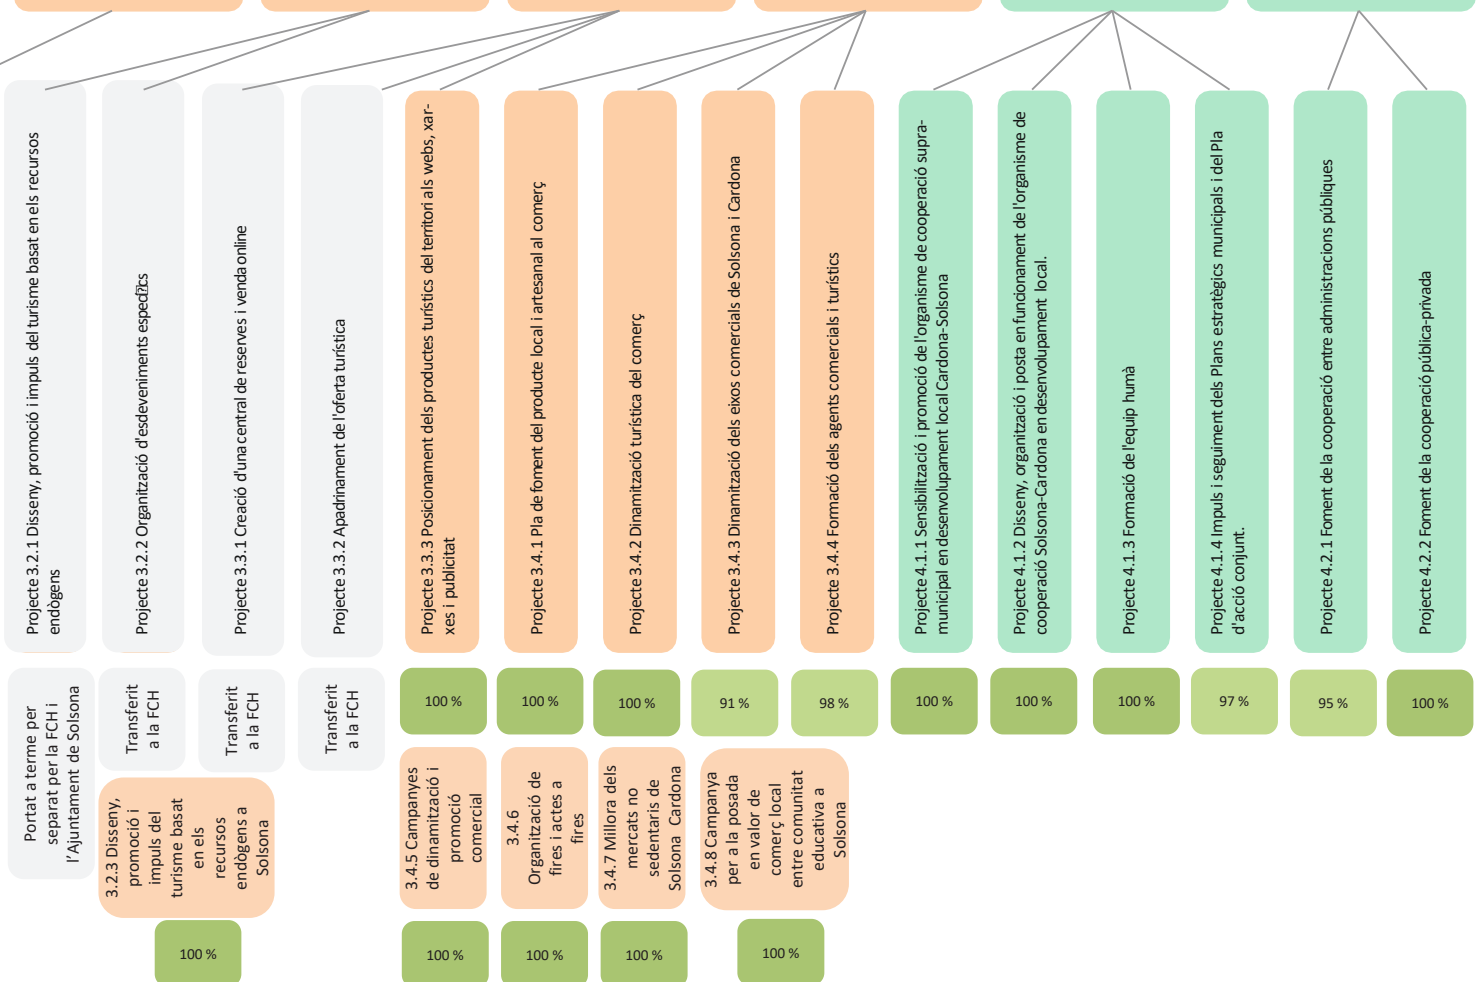 Projecte 3.2.1 Disseny, promoció i impuls del turisme basat en els recursos
endògens
Projecte 3.2.2 Organització d'esdeveniments
Projecte 3.3.1 Creació d'una central de reserves i venda online
Projecte 3.3.2 Apadrinament de l'oferta turística
Projecte 3.3.3 Posicionament dels productes turístics del territori als webs, xar-
xes i publicitat
Projecte 3.4.1 Pla de foment del producte local i artesanal al comerç
Projecte 3.4.2 Dinamització turística del comerç
Projecte 3.4.3 Dinamització dels eixos comercials de Solsona i Cardona
Projecte 3.4.4 Formació dels agents comercials i turístics
Projecte 4.1.1 Sensibilització i promoció de l'organisme de cooperació supra-
municipal en desenvolupament local Cardona-Solsona
Projecte 4.1.2 Disseny, organització i posta en funcionament de l'organisme de
cooperació Solsona-Cardona en desenvolupament local.
Projecte 4.1.3 Formació de l'equip humà
Projecte 4.1.4 Impuls i seguiment dels Plans estratègics municipals i del Pla
d'acció conjunt.
Projecte 4.2.1 Foment de la cooperació entre administracions públiques
Projecte 4.2.2 Foment de la cooperació pública-privada
Portat a terme per
separat per la FCH i
l'Ajuntament de Solsona
Transferit
a la FCH
Transferit
a la FCH
Transferit
a la FCH
100 %
100 %
100 %
91 %
98 %
100 %
100 %
100 %
97 %
95 %
100 %
3.2.3 Disseny,
promoció i
impuls del
turisme basat
en els
recursos
endògens a
Solsona
3.4.5 Campanyes
de dinamització i
promoció
comercial
3.4.6
Organització de
fires i actes a
fires
3.4.7 Millora dels
mercats no
sedentaris de
Solsona Cardona
3.4.8 Campanya
per a la posada
en valor de
comerç local
entre comunitat
educativa a
Solsona
100 %
100 %
100 %
100 %
100 %